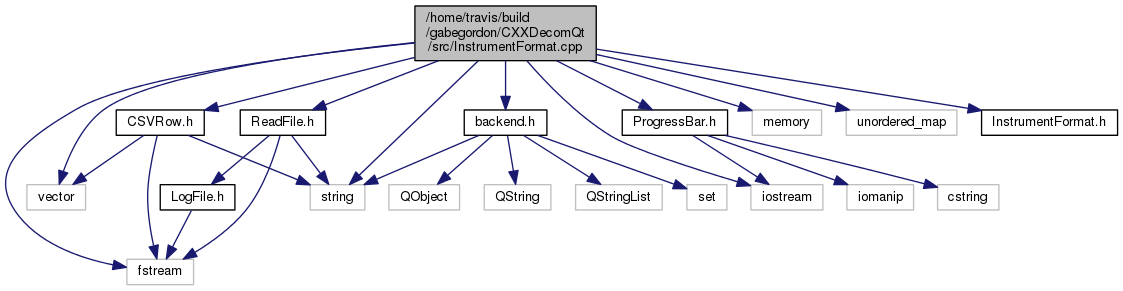 /home/travis/build
/gabegordon/CXXDecomQt
/src/InstrumentFormat.cpp
CSVRow.h
ReadFile.h
backend.h
ProgressBar.h
memory
unordered_map
InstrumentFormat.h
vector
LogFile.h
string
QObject
QString
QStringList
set
iostream
iomanip
cstring
fstream